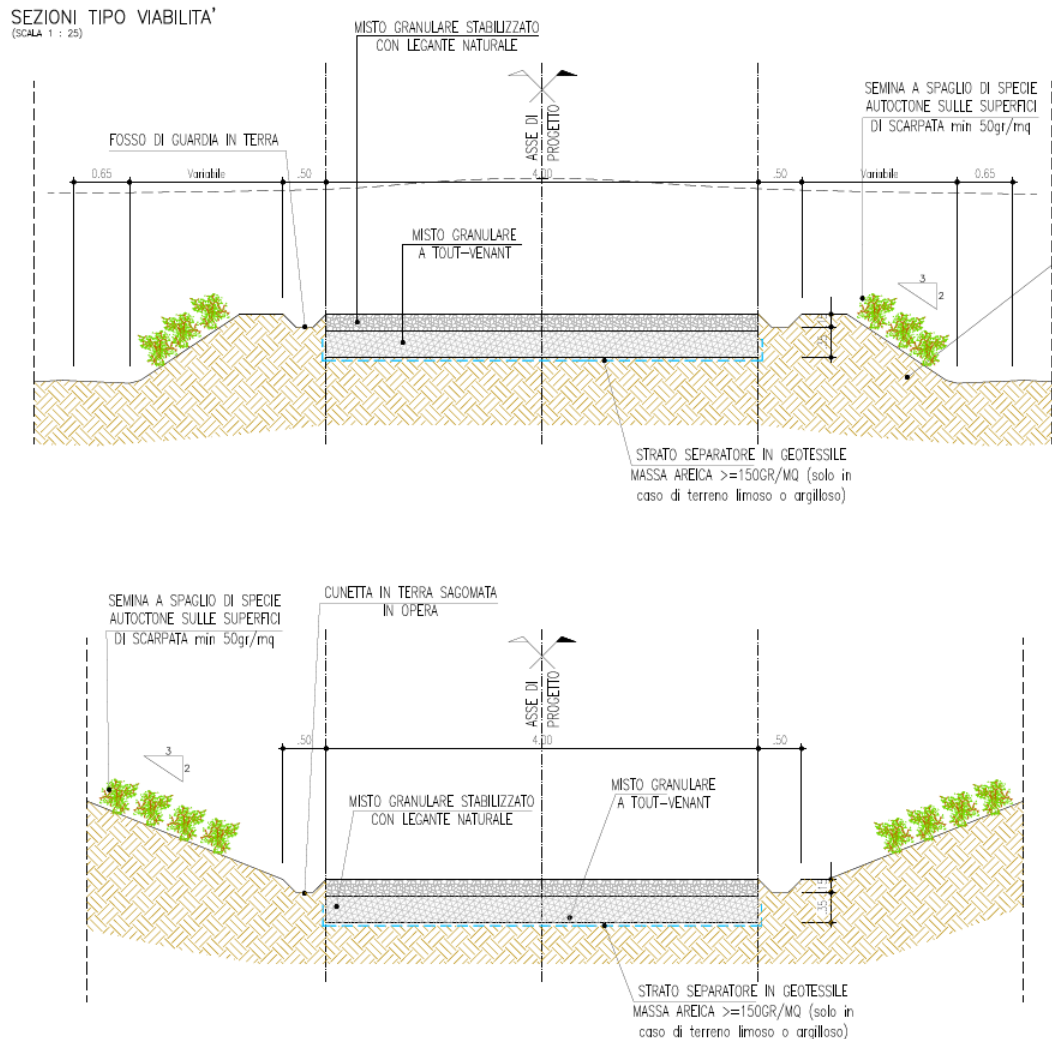 SEZIONI TIPO VIABILITA'
(SCALA 1 : 25)
MISTO GRANULARE STABILIZZATO
CON LEGANTE NATURALE
ASSE DI
PROGETTO
SEMINA A SPAGLIO DI SPECIE
AUTOCTONE SULLE SUPERFICI
DI SCARPATA min 50gr/mq
FOSSO DI GUARDIA IN TERRA
0.65
Variabile
.50
4.00
.50
Variabile
0.65
MISTO GRANULARE
A TOUT-VENANT
3
2
.15
.35
STRATO SEPARATORE IN GEOTESSILE
MASSA AREICA >=150GR/MQ (solo in
caso di terreno limoso o argilloso)
SEMINA A SPAGLIO DI SPECIE
AUTOCTONE SULLE SUPERFICI
DI SCARPATA min 50gr/mq
CUNETTA IN TERRA SAGOMATA
IN OPERA
ASSE DI
PROGETTO
.50
4.00
.50
3
2
MISTO GRANULARE STABILIZZATO
CON LEGANTE NATURALE
MISTO GRANULARE
A TOUT-VENANT
.15
.35
STRATO SEPARATORE IN GEOTESSILE
MASSA AREICA >=150GR/MQ (solo in
caso di terreno limoso o argilloso)